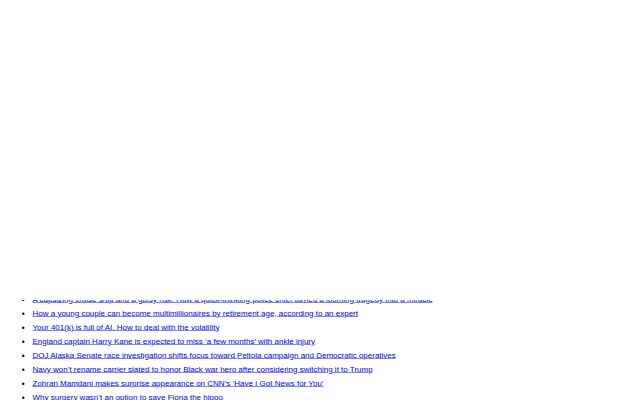 How a young couple can become multimillionaires by retirement age, according to an expert
Your 401(k) is full of AI. How to deal with the volatility
England captain Harry Kane is expected to miss ‘a few months’ with ankle injury
DOJ Alaska Senate race investigation shifts focus toward Peltola campaign and Democratic operatives
Navy won’t rename carrier slated to honor Black war hero after considering switching it to Trump
Zohran Mamdani makes surprise appearance on CNN’s ‘Have I Got News for You’
Why surgery wasn’t an option to save Fiona the hippo